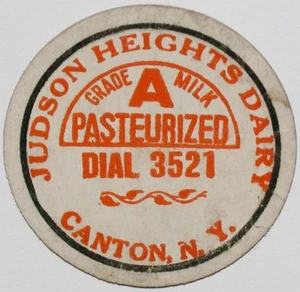 JUDSON HEIGHTS DAIRY
GRADE A MILK
PASTEURIZED
DIAL 3521
CANTON, N. Y.